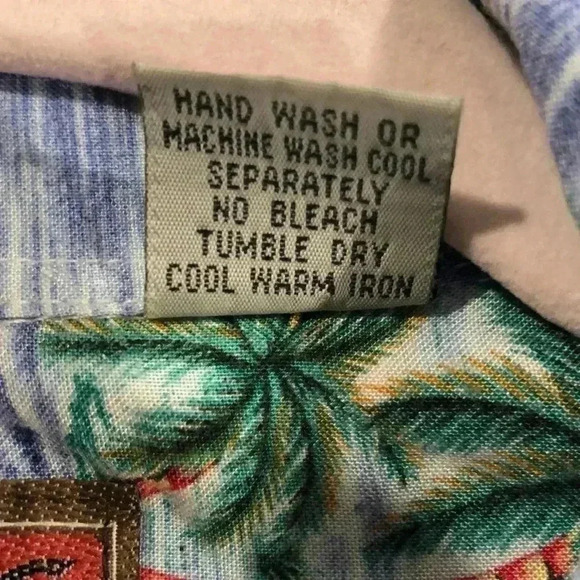 HAND WASH OR
MACHINE WASH COOL
SEPARATELY
NO BLEACH
TUMBLE DRY
COOL WARM IRON